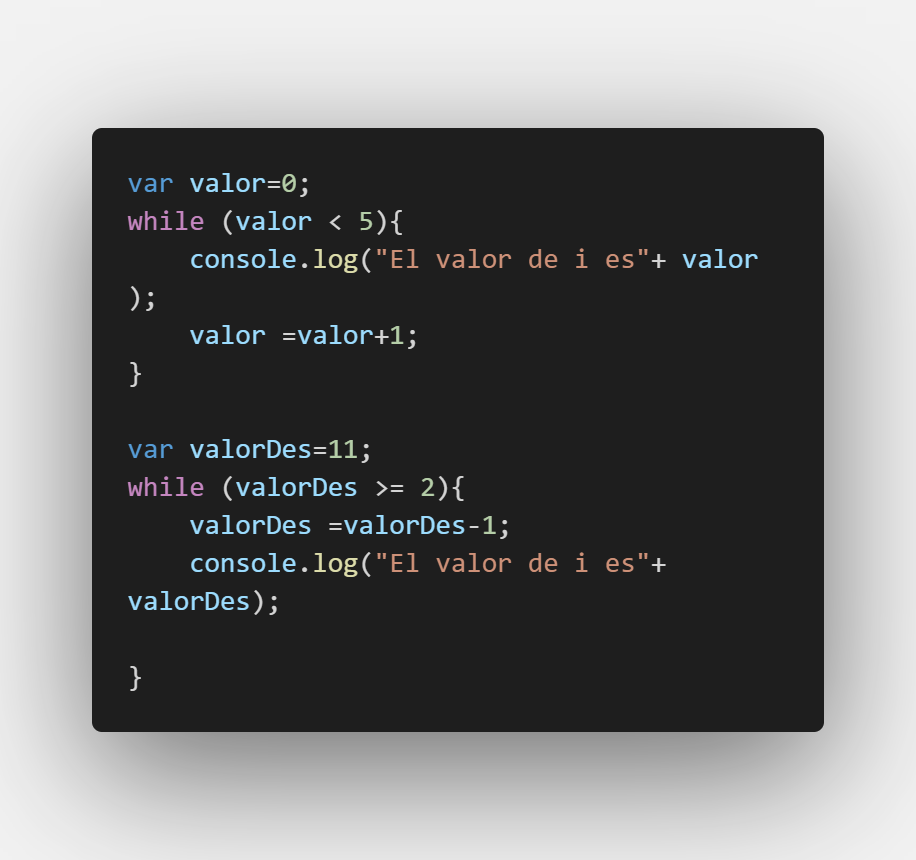 var valor=0;
while (valor < 5){
    console.log("El valor de i es"+ valor
);
    valor =valor+1;
}

var valorDes=11;
while (valorDes >= 2){
    valorDes =valorDes-1;
    console.log("El valor de i es"+
valorDes);

}